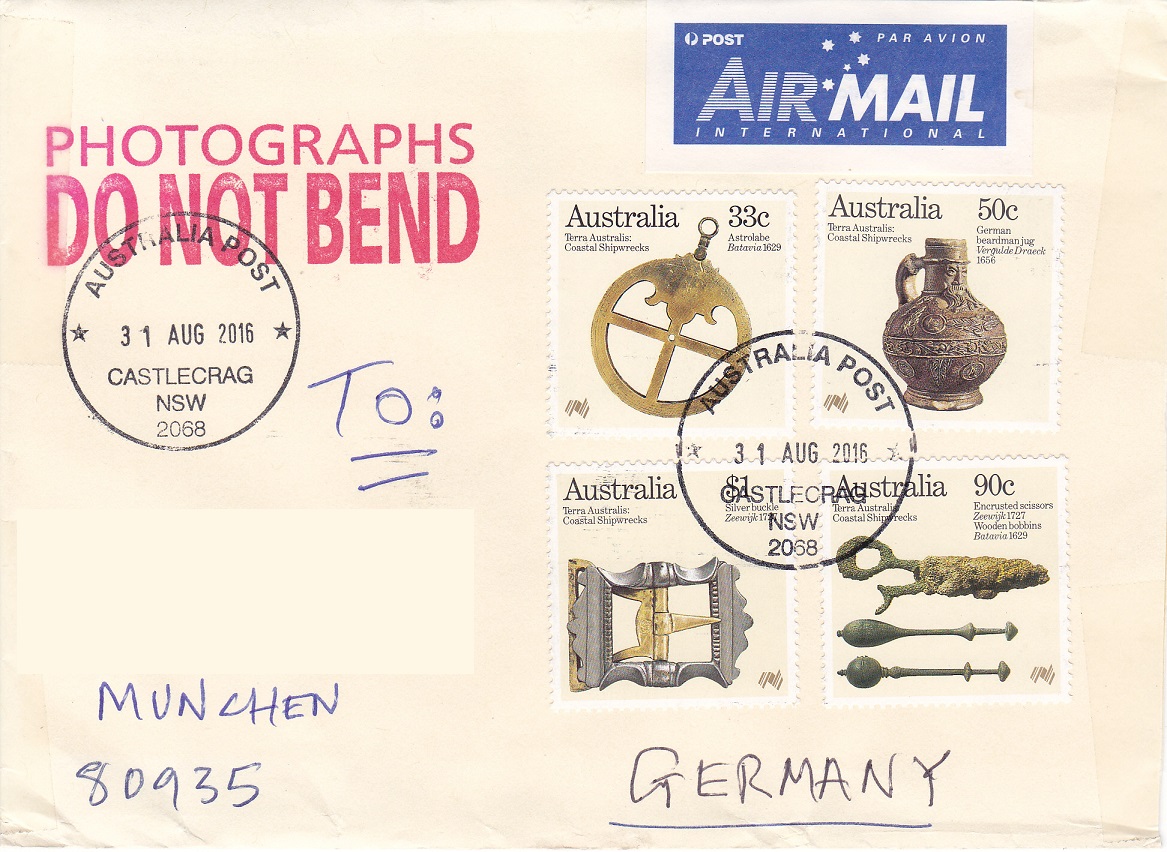 POST PAR AVION
AIR MAIL
INTERNATIONAL
PHOTOGRAPHS
DO NOT BEND
AUSTRALIA POST
31 AUG 2016
CASTLECRAG
NSW
2068
TO:
Australia 33c
Terra Australis:
Coastal Shipwrecks
Astrolabe
Batavia 1629
Australia 50c
Terra Australis:
Coastal Shipwrecks
German
beardman jug
Vergulde Draeck
1656
AUSTRALIA POST
31 AUG 2016
CASTLECRAG
NSW
2068
Australia $1
Terra Australis:
Coastal Shipwrecks
Silver buckle
Zeewijk 1727
Australia 90c
Terra Australis:
Coastal Shipwrecks
Encrusted scissors
Zeewijk 1727
Wooden bobbins
Batavia 1629
MUNCHEN
80935
GERMANY